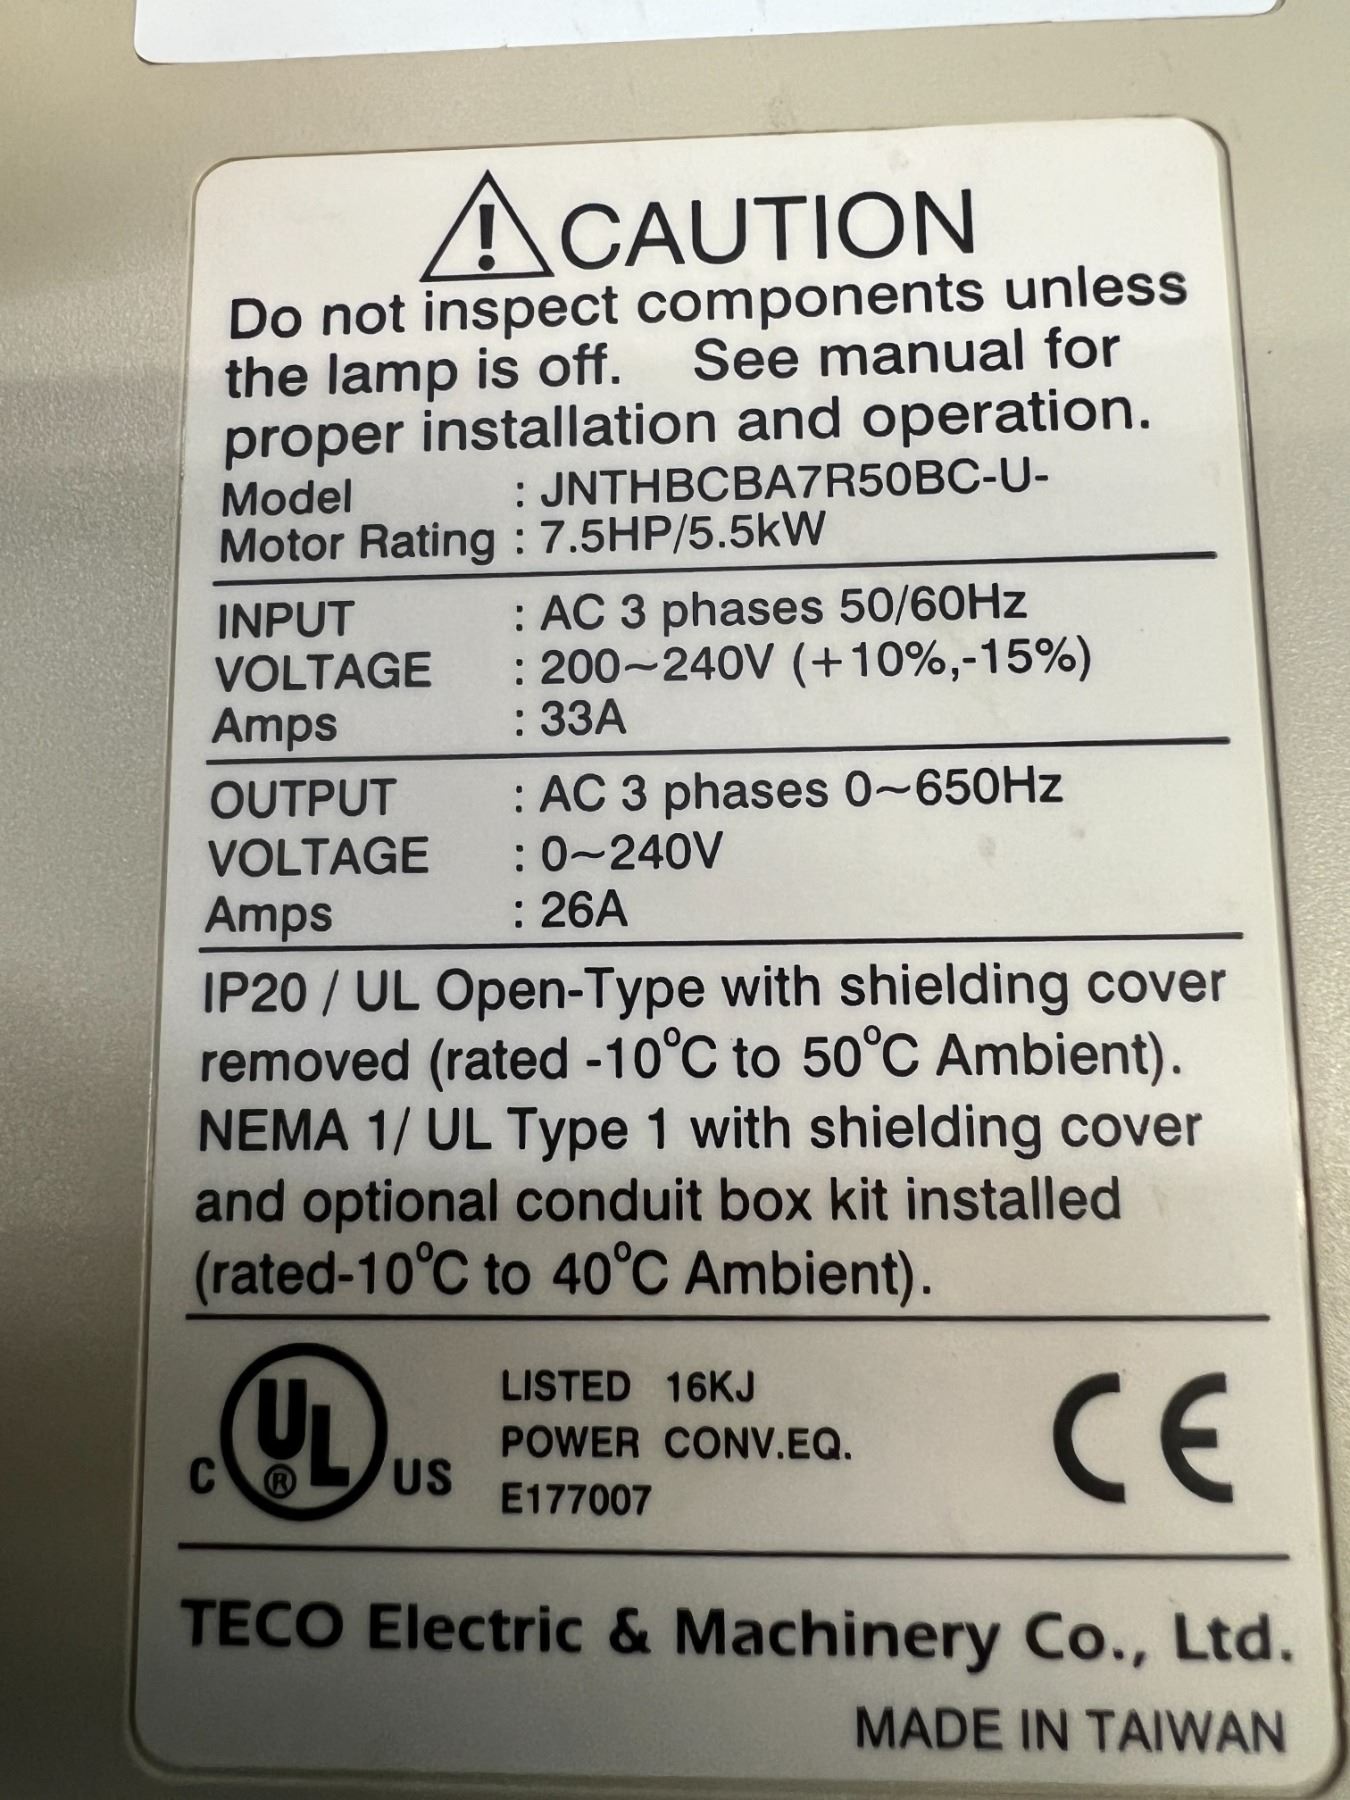 CAUTION
Do not inspect components unless
the lamp is off. See manual for
proper installation and operation.
Model : JNTHBCBA7R50BC-U-
Motor Rating : 7.5HP/5.5kW
INPUT : AC 3 phases 50/60Hz
VOLTAGE : 200~240V (+10%,-15%)
Amps : 33A
OUTPUT : AC 3 phases 0~650Hz
VOLTAGE : 0~240V
Amps : 26A
IP20 / UL Open-Type with shielding cover
removed (rated -10°C to 50°C Ambient).
NEMA 1/ UL Type 1 with shielding cover
and optional conduit box kit installed
(rated-10°C to 40°C Ambient).
C UL ® US
LISTED 16KJ
POWER CONV.EQ.
E177007
CE
TECO Electric & Machinery Co., Ltd.
MADE IN TAIWAN